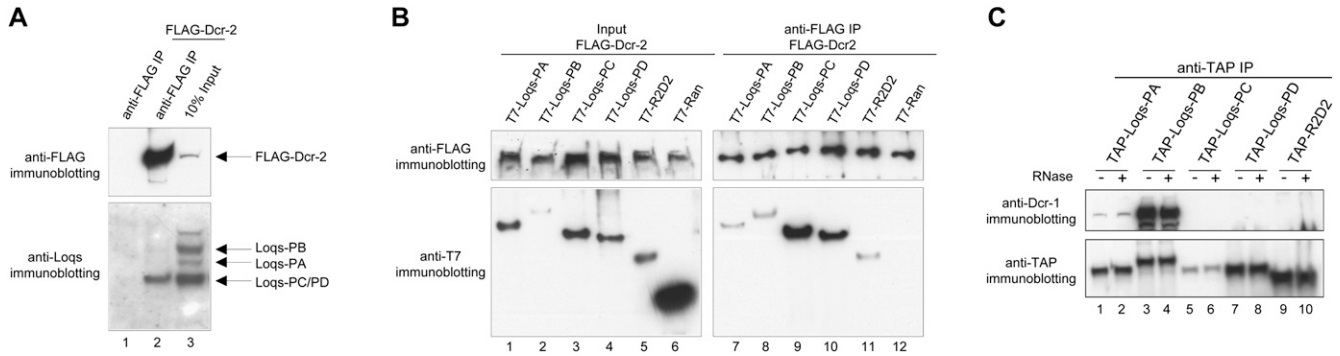 A
FLAG-Dcr-2
anti-FLAG IP
anti-FLAG IP
10% Input
anti-FLAG
immunoblotting
FLAG-Dcr-2
anti-Loqs
immunoblotting
Loqs-PB
Loqs-PA
Loqs-PC/PD
1 2 3
B
Input
FLAG-Dcr-2
anti-FLAG IP
FLAG-Dcr2
T7-Loqs-PA
T7-Loqs-PB
T7-Loqs-PC
T7-Loqs-PD
T7-R2D2
T7-Ran
T7-Loqs-PA
T7-Loqs-PB
T7-Loqs-PC
T7-Loqs-PD
T7-R2D2
T7-Ran
anti-FLAG
immunoblotting
anti-T7
immunoblotting
1 2 3 4 5 6 7 8 9 10 11 12
C
anti-TAP IP
TAP-Loqs-PA
TAP-Loqs-PB
TAP-Loqs-PC
TAP-Loqs-PD
TAP-R2D2
RNase - + - + - + - + - +
anti-Dcr-1
immunoblotting
anti-TAP
immunoblotting
1 2 3 4 5 6 7 8 9 10